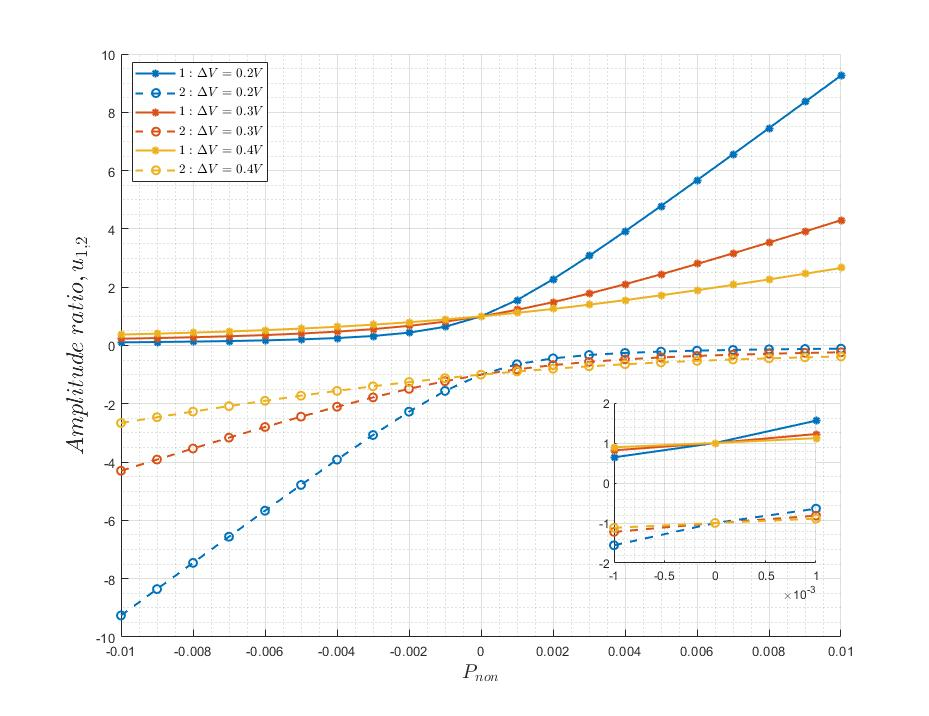 10
8
6
4
2
0
-2
-4
-6
-8
-10
Amplitude ratio, u1,2
1 : ΔV = 0.2V
2 : ΔV = 0.2V
1 : ΔV = 0.3V
2 : ΔV = 0.3V
1 : ΔV = 0.4V
2 : ΔV = 0.4V
2
1
0
-1
-2
-1 -0.5 0 0.5 1
×10-3
-0.01 -0.008 -0.006 -0.004 -0.002 0 0.002 0.004 0.006 0.008 0.01
Pnon